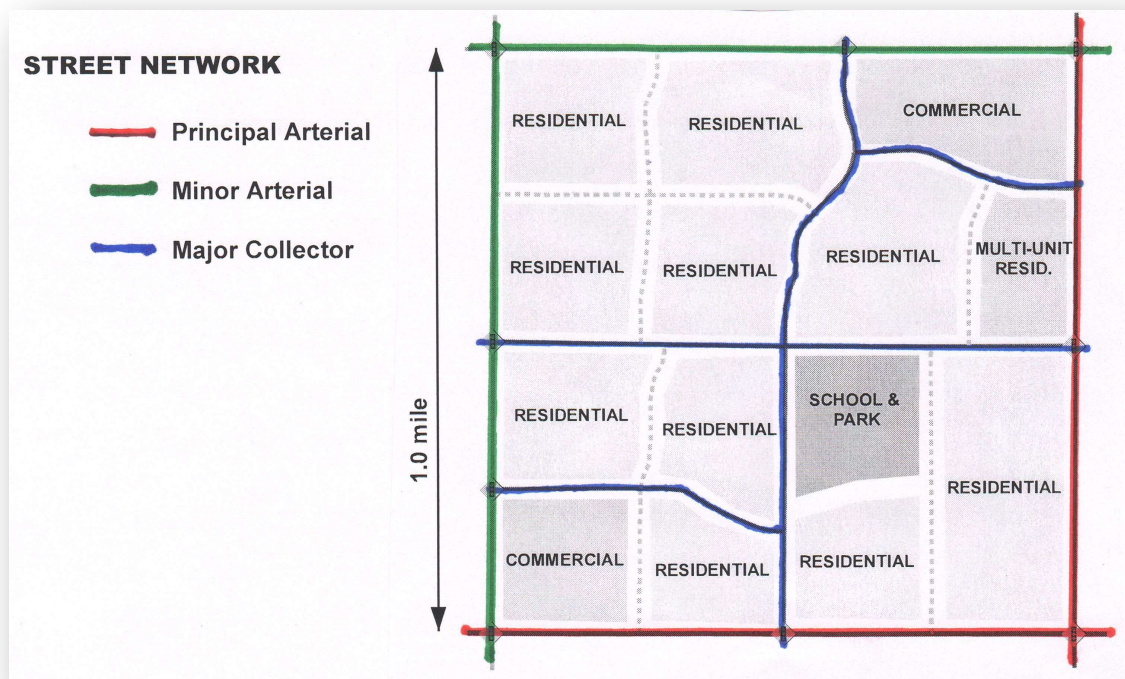 STREET NETWORK
Principal Arterial
Minor Arterial
Major Collector
1.0 mile
RESIDENTIAL
RESIDENTIAL
COMMERCIAL
RESIDENTIAL
RESIDENTIAL
RESIDENTIAL
MULTI-UNIT
RESID.
RESIDENTIAL
RESIDENTIAL
SCHOOL &
PARK
RESIDENTIAL
COMMERCIAL
RESIDENTIAL
RESIDENTIAL